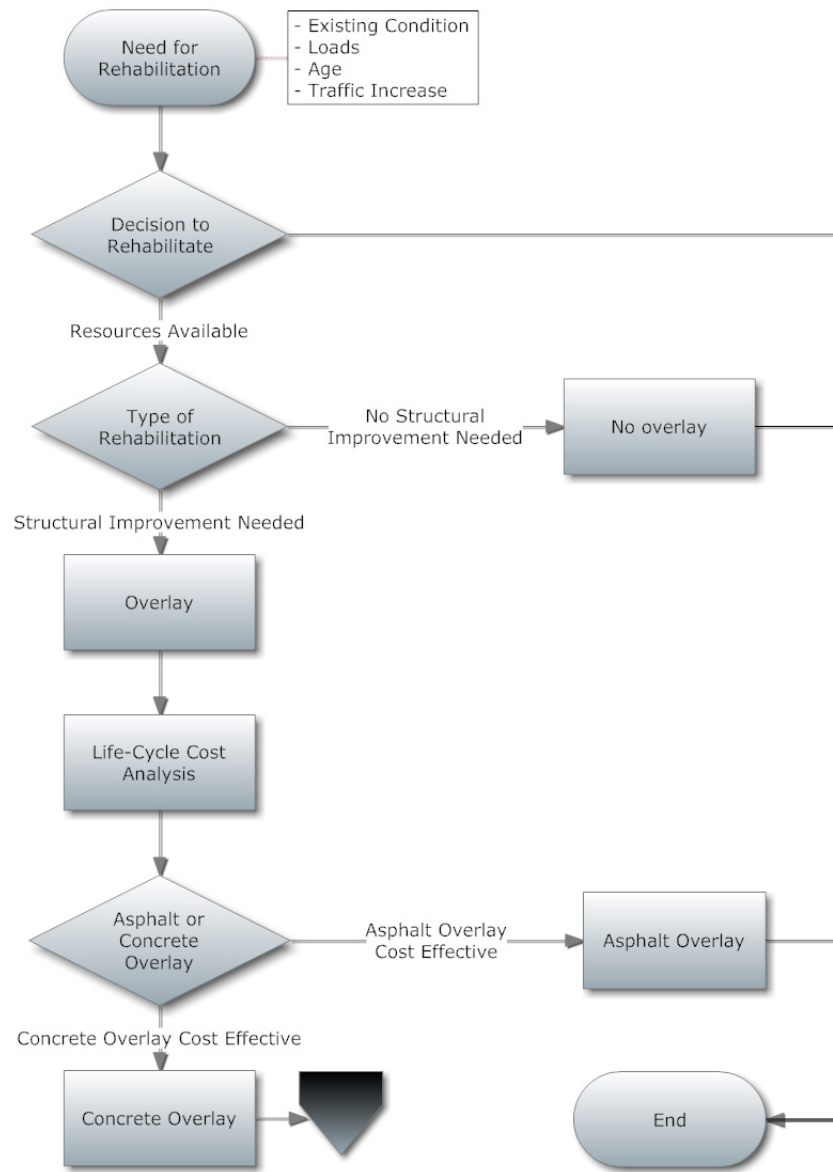 Need for
Rehabilitation
- Existing Condition
- Loads
- Age
- Traffic Increase
Decision to
Rehabilitate
Resources Available
Type of
Rehabilitation
No Structural
Improvement Needed
No overlay
Structural Improvement Needed
Overlay
Life-Cycle Cost
Analysis
Asphalt or
Concrete
Overlay
Asphalt Overlay
Cost Effective
Asphalt Overlay
Concrete Overlay Cost Effective
Concrete Overlay
End